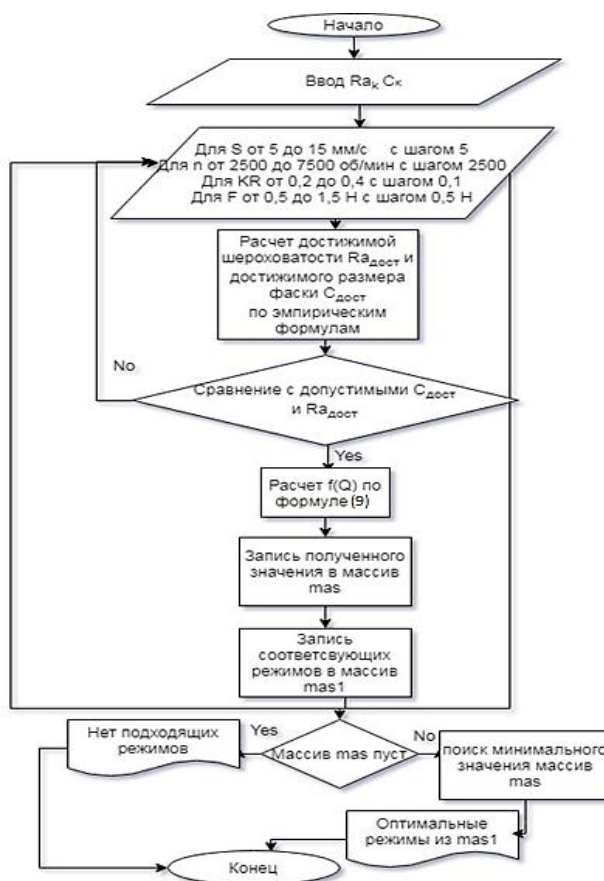 Начало
Ввод Raₖ Cₖ
Для S от 5 до 15 мм/с с шагом 5
Для n от 2500 до 7500 об/мин с шагом 2500
Для KR от 0,2 до 0,4 с шагом 0,1
Для F от 0,5 до 1,5 Н с шагом 0,5 Н
Расчет достижимой
шероховатости Raдост и
достижимого размера
фаски Cдост
по эмпирическим
формулам
No
Сравнение с допустимыми Cдост
и Raдост
Yes
Расчет f(Q) по
формуле (9)
Запись полученного
значения в массив
mas
Запись
соответсвующих
режимов в массив
mas1
Yes
No
Нет подходящих
режимов
Массив mas пуст
поиск минимального
значения массив
mas
Оптимальные
режимы из mas1
Конец